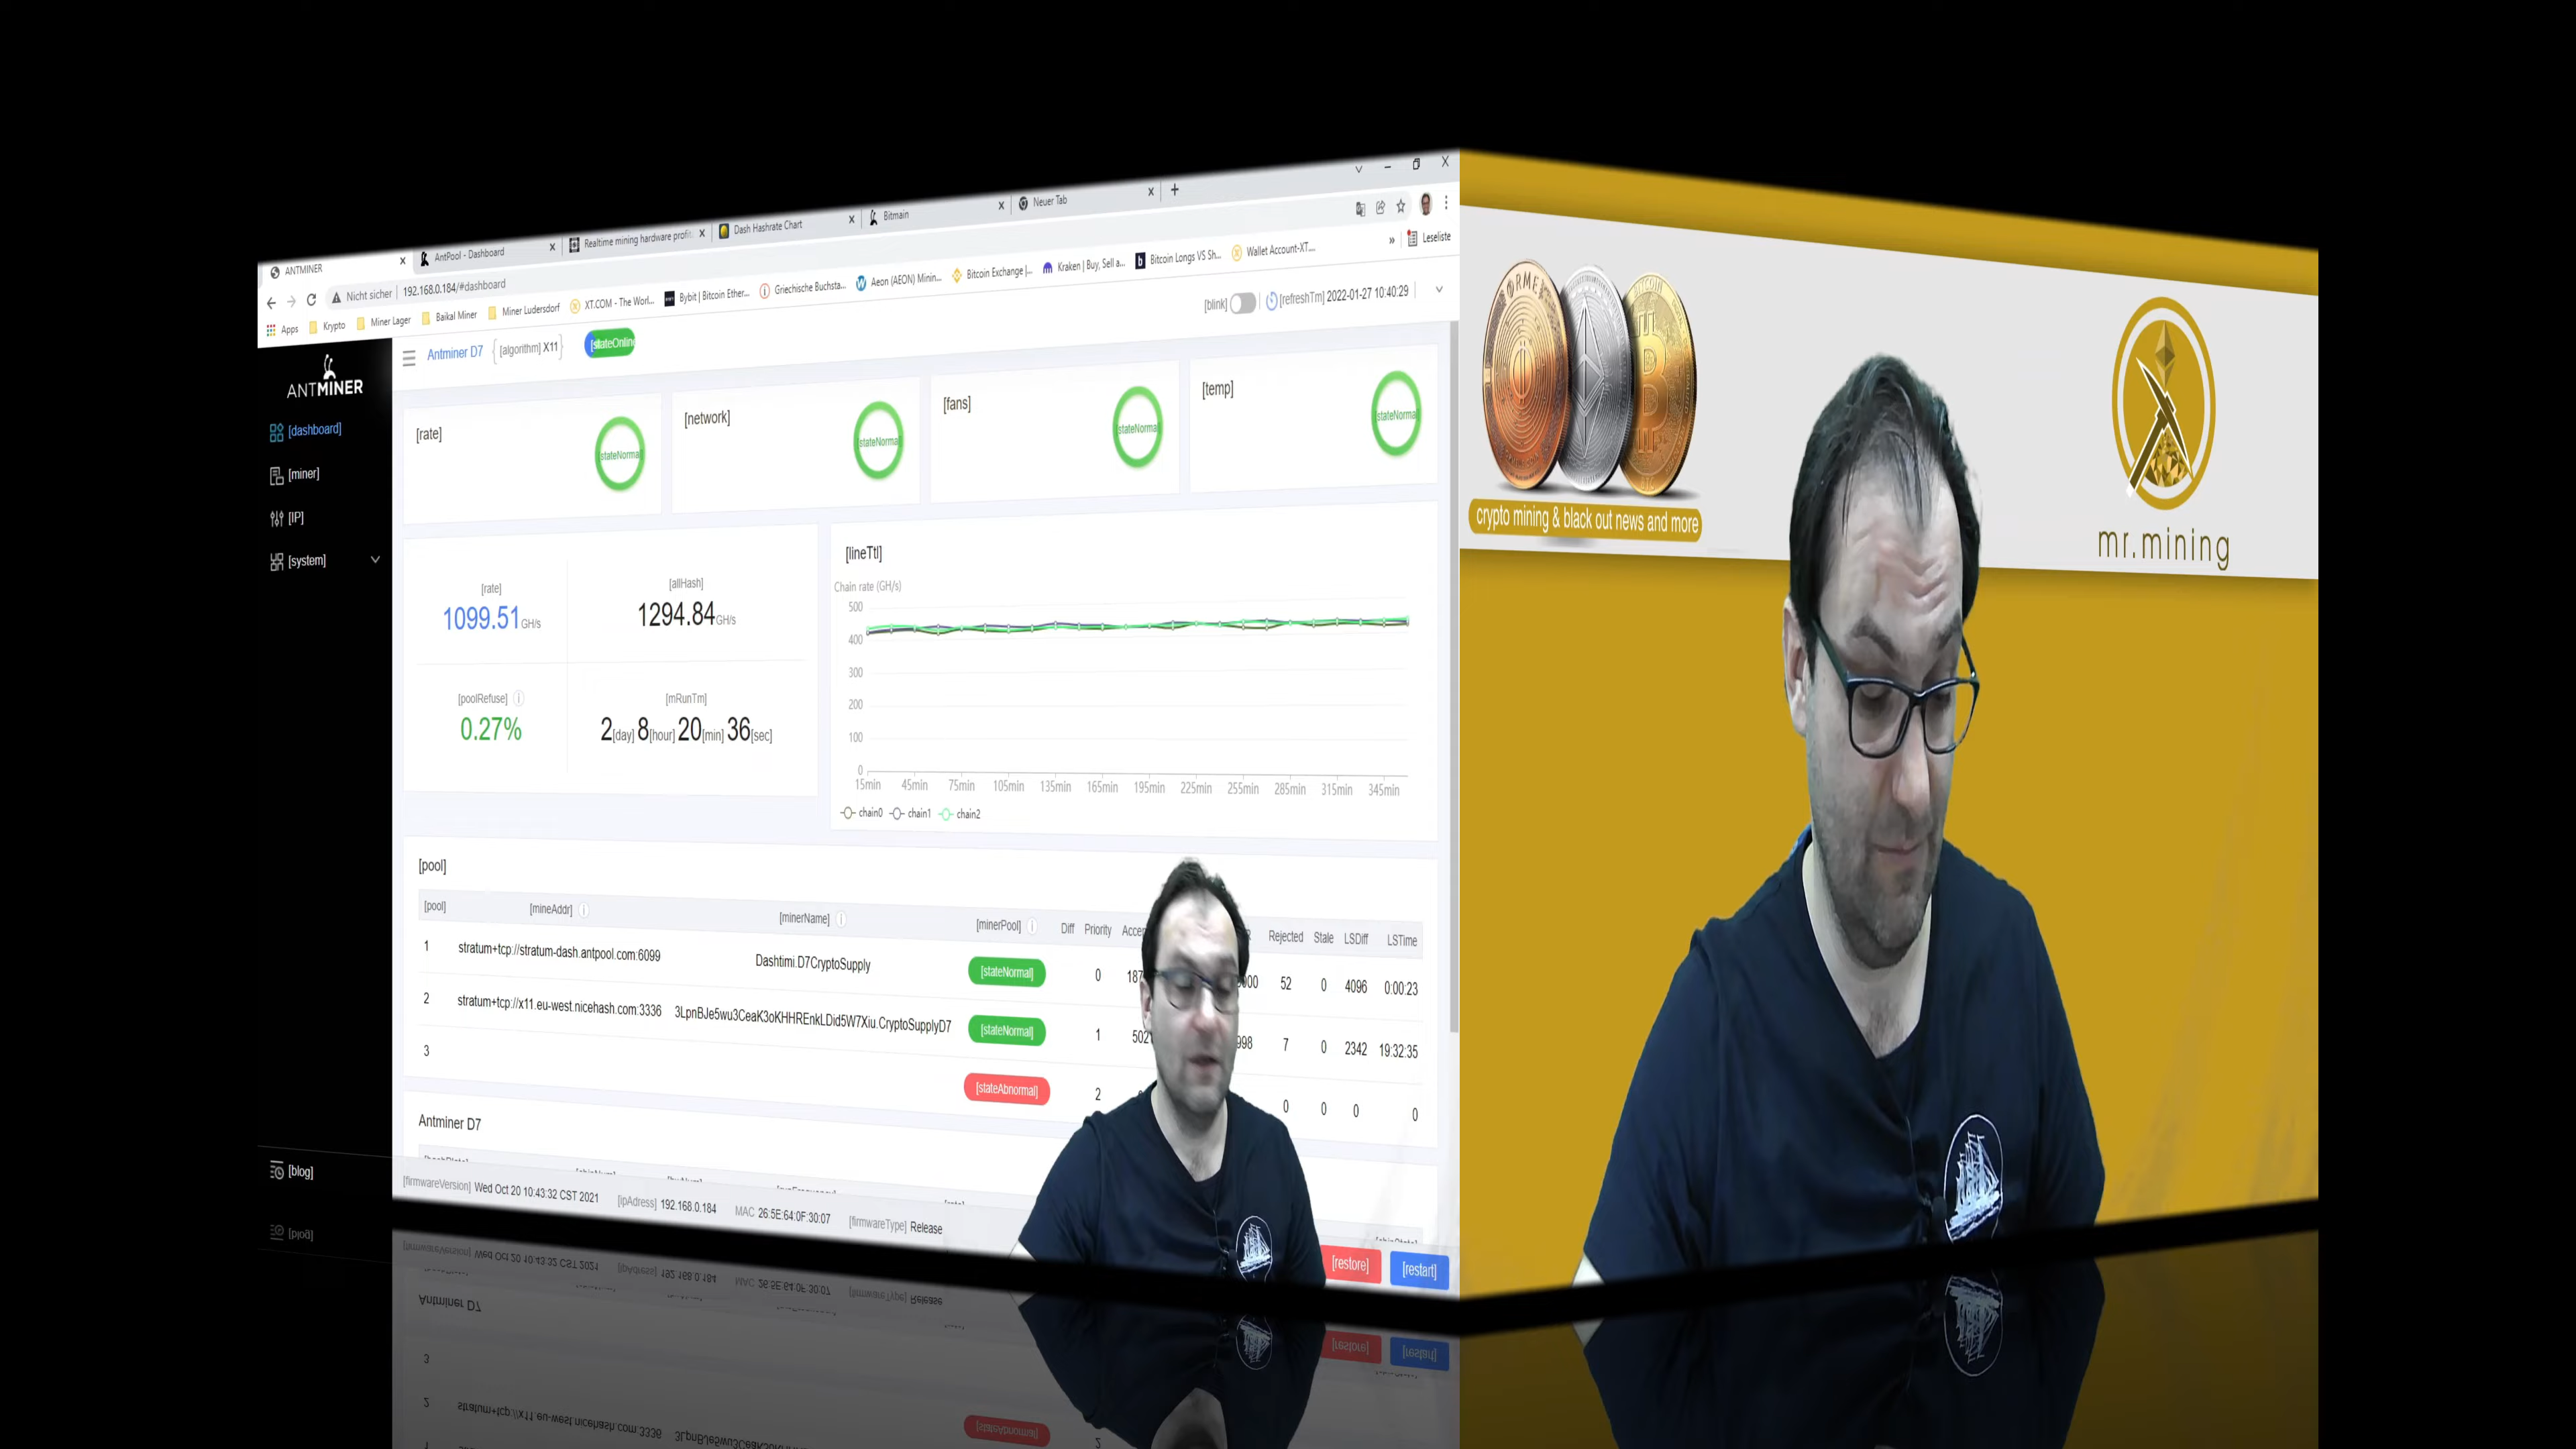 ANTMINER
AntPool - Dashboard
Realtime mining hardware profit
Dash Hashrate Chart
Bitmain
Neuer Tab
Nicht sicher
192.168.0.184/#dashboard
Apps
Krypto
Miner Lager
Baikal Miner
Miner Ludersdorf
XT.COM - The Worl...
Bybit | Bitcoin Ether...
Griechische Buchsta...
Aeon (AEON) Minin...
Bitcoin Exchange |...
Kraken | Buy, Sell a...
Bitcoin Longs VS Sh...
Wallet Account-XT....
»
Leseliste
ANTMINER
[dashboard]
[miner]
[IP]
[system]
[blog]
Antminer D7
[algorithm] X11
[blink]
[refreshTm] 2022-01-27 10:40:29
[rate]
[stateNormal
[network]
[stateNormal
[fans]
[stateNormal
[temp]
[stateNormal
[rate]
1099.51 GH/s
[allHash]
1294.84 GH/s
[poolRefuse]
0.27%
[mRunTm]
2[day] 8[hour] 20[min] 36[sec]
[lineTtl]
Chain rate (GH/s)
500
400
300
200
100
0
15min 45min 75min 105min 135min 165min 195min 225min 255min 285min 315min 345min
chain0 chain1 chain2
[pool]
[pool] [mineAddr] [minerName] [minerPool] Diff Priority Accep Rejected Stale LSDiff LSTime
1 stratum+tcp://stratum-dash.antpool.com:6099 Dashtimi.D7CryptoSupply [stateNormal] 0 187 000 52 0 4096 0:00:23
2 stratum+tcp://x11.eu-west.nicehash.com:3336 3LpnBJe5wu3CeaK3oKHHREnkLDid5W7Xiu.CryptoSupplyD7 [stateNormal] 1 502 998 7 0 2342 19:32:35
3 [stateAbnormal] 2 0 0 0 0
Antminer D7
[firmwareVersion] Wed Oct 20 10:43:32 CST 2021
[ipAdress] 192.168.0.184
MAC 26:5E:64:0F:30:07
[firmwareType] Release
[restore]
[restart]
crypto mining & black out news and more
mr.mining